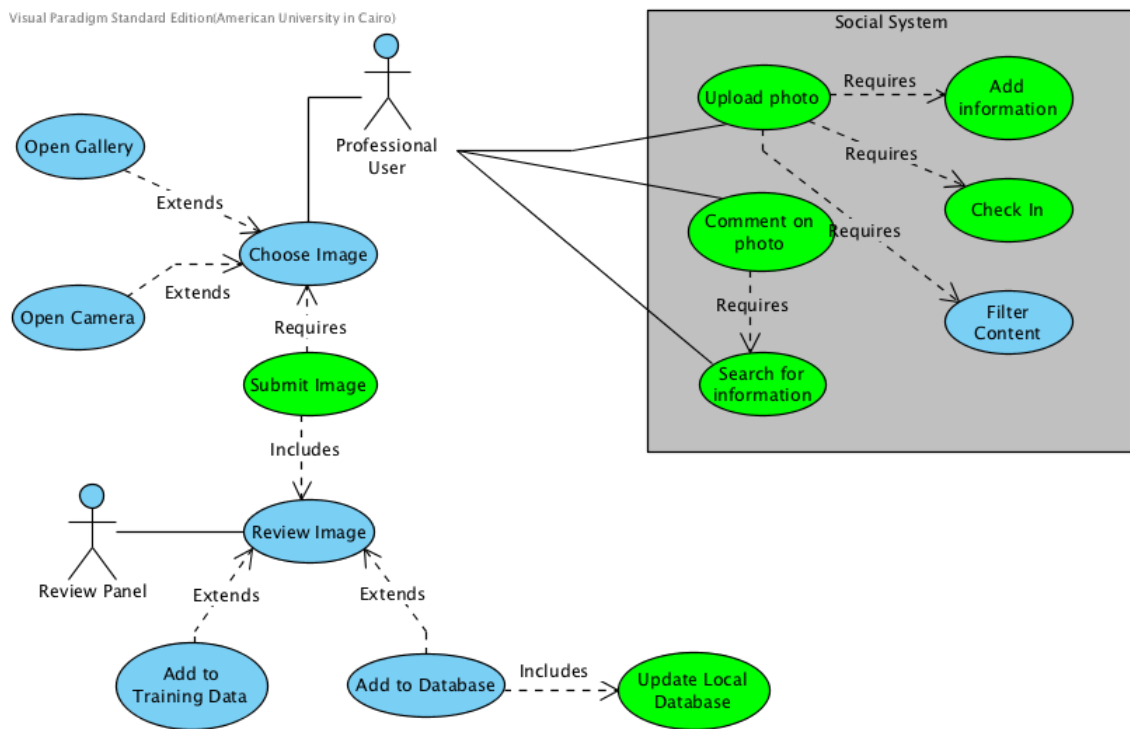 Visual Paradigm Standard Edition(American University in Cairo)
Social System
Upload photo
Requires
Add
information
Open Gallery
Professional
User
Requires
Extends
Check In
Comment on
photo
Requires
Choose Image
Extends
Open Camera
Requires
Requires
Filter
Content
Submit Image
Search for
information
Includes
Review Image
Review Panel
Extends
Extends
Add to
Training Data
Add to Database
Includes
Update Local
Database